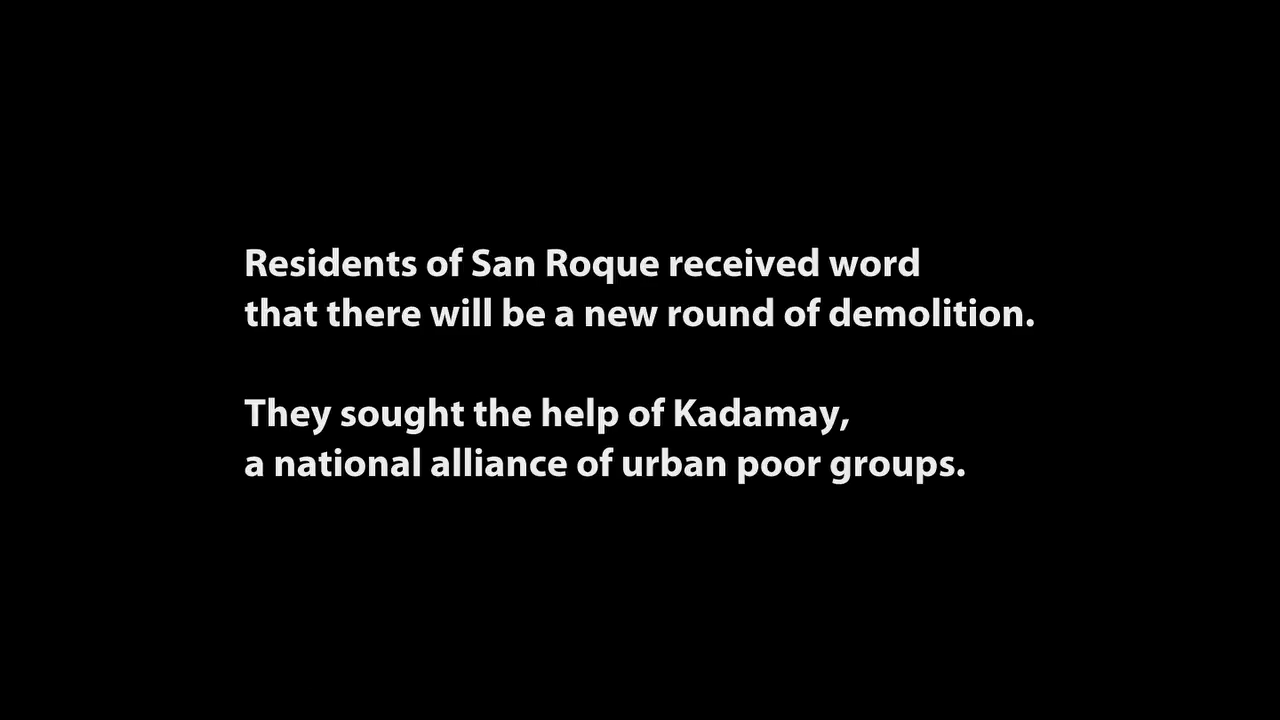 Residents of San Roque received word
that there will be a new round of demolition.
They sought the help of Kadamay,
a national alliance of urban poor groups.